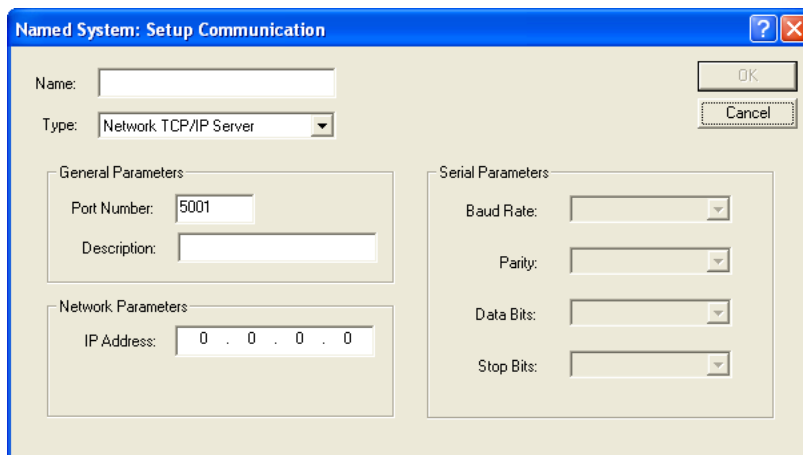 Named System: Setup Communication
Name:
OK
Type: Network TCP/IP Server
Cancel
General Parameters
Port Number: 5001
Description:
Network Parameters
IP Address: 0 . 0 . 0 . 0
Serial Parameters
Baud Rate:
Parity:
Data Bits:
Stop Bits: